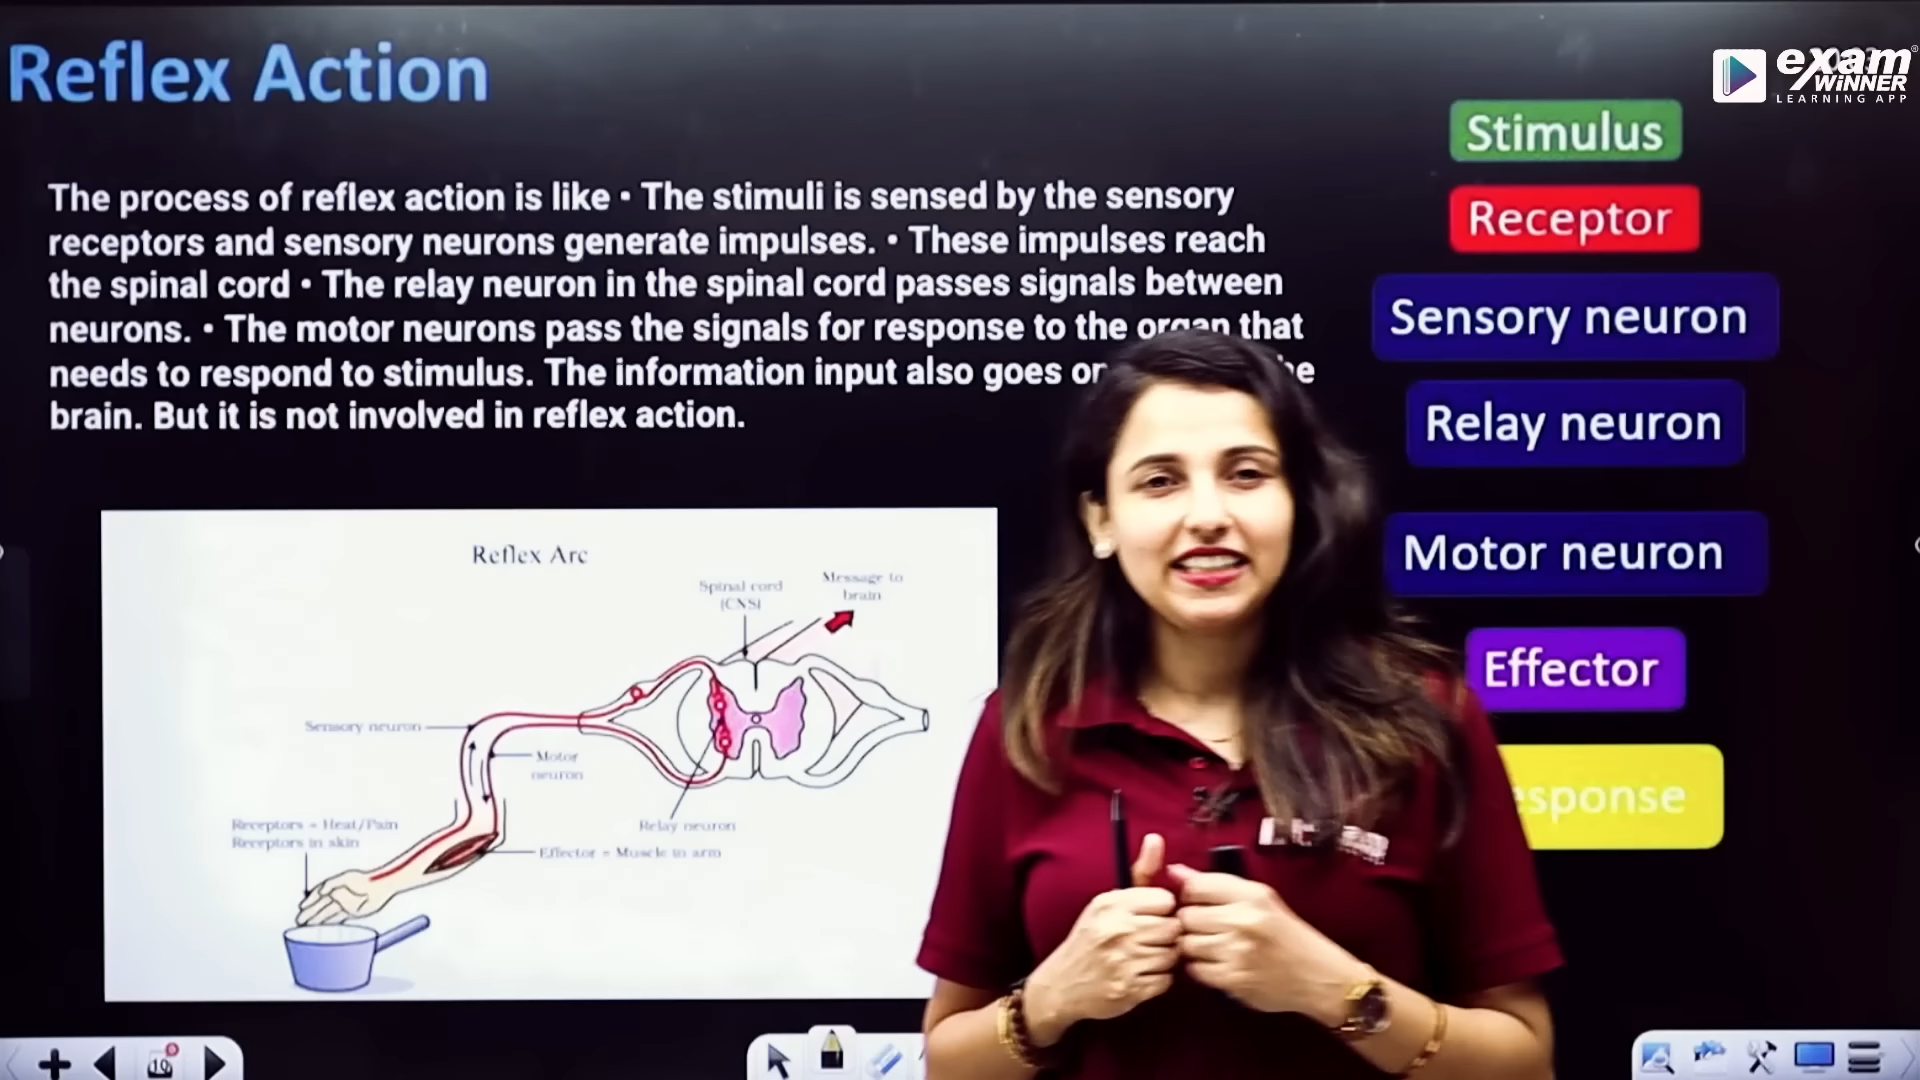 Reflex Action
exam
WiNNER
LEARNING APP
The process of reflex action is like • The stimuli is sensed by the sensory
receptors and sensory neurons generate impulses. • These impulses reach
the spinal cord • The relay neuron in the spinal cord passes signals between
neurons. • The motor neurons pass the signals for response to the organ that
needs to respond to stimulus. The information input also goes
brain. But it is not involved in reflex action.
Stimulus
Receptor
Sensory neuron
Relay neuron
Motor neuron
Effector
Reflex Arc
Spinal cord
(CNS)
Message to
brain
Sensory neuron
Motor
neuron
Receptors = Heat/Pain
Receptors in skin
Relay neuron
Effector = Muscle in arm
10